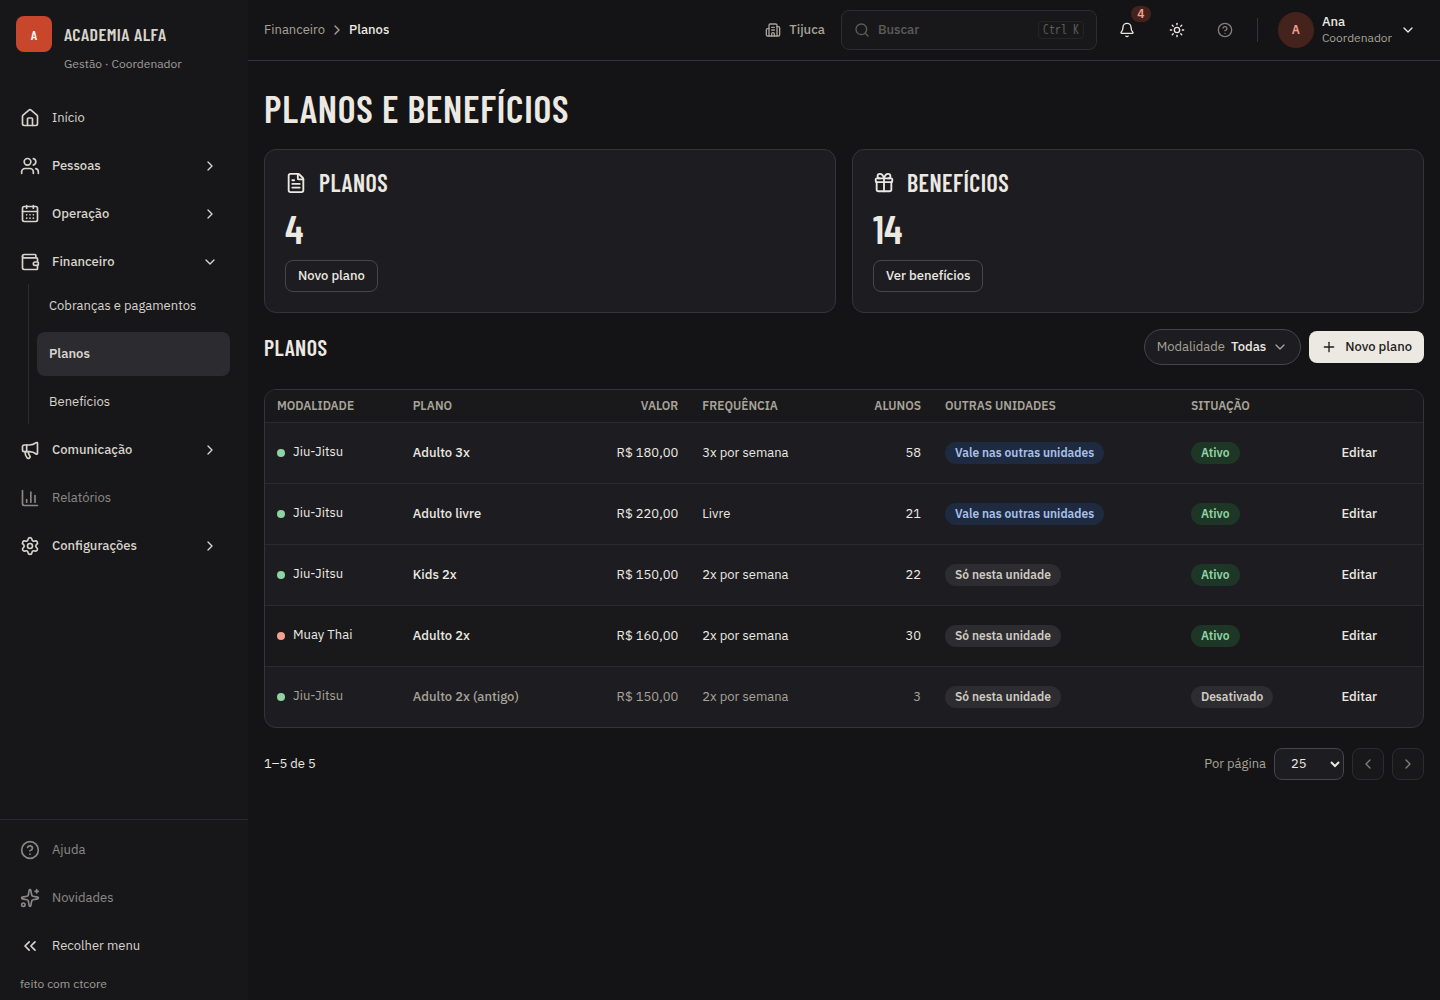 A
ACADEMIA ALFA
Gestão · Coordenador
Início
Pessoas
Operação
Financeiro
Cobranças e pagamentos
Planos
Benefícios
Comunicação
Relatórios
Configurações
Ajuda
Novidades
Recolher menu
feito com ctcore
Financeiro Planos
Tijuca
Buscar Ctrl K
4
A
Ana
Coordenador
PLANOS E BENEFÍCIOS
PLANOS
4
Novo plano
BENEFÍCIOS
14
Ver benefícios
PLANOS
Modalidade Todas
Novo plano
MODALIDADE PLANO VALOR FREQUÊNCIA ALUNOS OUTRAS UNIDADES SITUAÇÃO
Jiu-Jitsu Adulto 3x R$ 180,00 3x por semana 58 Vale nas outras unidades Ativo Editar
Jiu-Jitsu Adulto livre R$ 220,00 Livre 21 Vale nas outras unidades Ativo Editar
Jiu-Jitsu Kids 2x R$ 150,00 2x por semana 22 Só nesta unidade Ativo Editar
Muay Thai Adulto 2x R$ 160,00 2x por semana 30 Só nesta unidade Ativo Editar
Jiu-Jitsu Adulto 2x (antigo) R$ 150,00 2x por semana 3 Só nesta unidade Desativado Editar
1–5 de 5
Por página 25